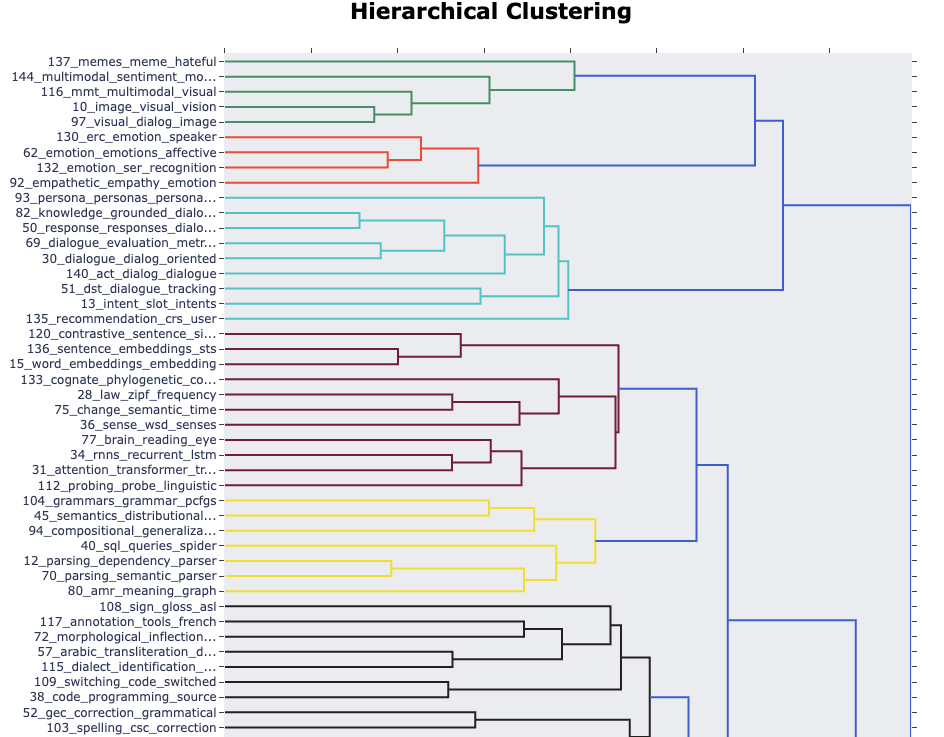 Hierarchical Clustering
137_memes_meme_hateful
144_multimodal_sentiment_mo...
116_mmt_multimodal_visual
10_image_visual_vision
97_visual_dialog_image
130_erc_emotion_speaker
62_emotion_emotions_affective
132_emotion_ser_recognition
92_empathetic_empathy_emotion
93_persona_personas_persona...
82_knowledge_grounded_dialo...
50_response_responses_dialo...
69_dialogue_evaluation_metr...
30_dialogue_dialog_oriented
140_act_dialog_dialogue
51_dst_dialogue_tracking
13_intent_slot_intents
135_recommendation_crs_user
120_contrastive_sentence_si...
136_sentence_embeddings_sts
15_word_embeddings_embedding
133_cognate_phylogenetic_co...
28_law_zipf_frequency
75_change_semantic_time
36_sense_wsd_senses
77_brain_reading_eye
34_rnns_recurrent_lstm
31_attention_transformer_tr...
112_probing_probe_linguistic
104_grammars_grammar_pcfgs
45_semantics_distributional...
94_compositional_generaliza...
40_sql_queries_spider
12_parsing_dependency_parser
70_parsing_semantic_parser
80_amr_meaning_graph
108_sign_gloss_asl
117_annotation_tools_french
72_morphological_inflection...
57_arabic_transliteration_d...
115_dialect_identification_...
109_switching_code_switched
38_code_programming_source
52_gec_correction_grammatical
103_spelling_csc_correction